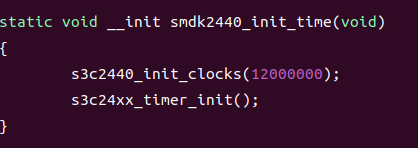 static void __init smdk2440_init_time(void)
{
        s3c2440_init_clocks(12000000);
        s3c24xx_timer_init();
}